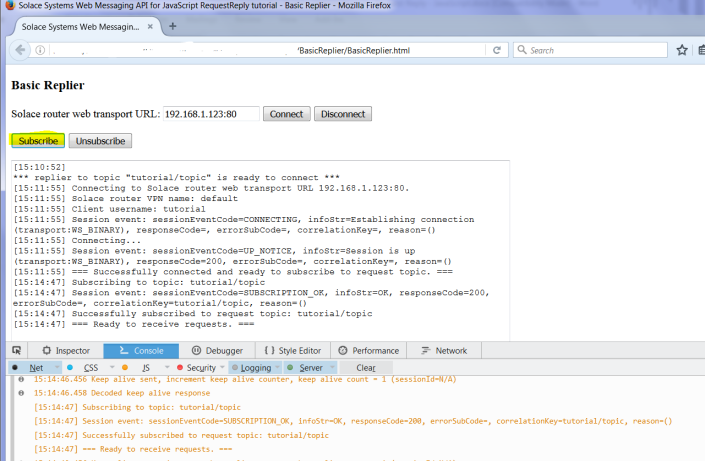 Solace Systems Web Messaging API for JavaScript RequestReply tutorial - Basic Replier - Mozilla Firefox
Solace Systems Web Messagin... × +
'BasicReplier/BasicReplier.html Search
Basic Replier
Solace router web transport URL: 192.168.1.123:80 Connect Disconnect
Subscribe Unsubscribe
[15:10:52]
*** replier to topic "tutorial/topic" is ready to connect ***
[15:11:55] Connecting to Solace router web transport URL 192.168.1.123:80.
[15:11:55] Solace router VPN name: default
[15:11:55] Client username: tutorial
[15:11:55] Session event: sessionEventCode=CONNECTING, infoStr=Establishing connection
(transport:WS_BINARY), responseCode=, errorSubCode=, correlationKey=, reason=()
[15:11:55] Connecting...
[15:11:55] Session event: sessionEventCode=UP_NOTICE, infoStr=Session is up
(transport:WS_BINARY), responseCode=200, errorSubCode=, correlationKey=, reason=()
[15:11:55] === Successfully connected and ready to subscribe to request topic. ===
[15:14:47] Subscribing to topic: tutorial/topic
[15:14:47] Session event: sessionEventCode=SUBSCRIPTION_OK, infoStr=OK, responseCode=200,
errorSubCode=, correlationKey=tutorial/topic, reason=()
[15:14:47] Successfully subscribed to request topic: tutorial/topic
[15:14:47] === Ready to receive requests. ===
Inspector Console Debugger Style Editor Performance Network
Net CSS JS Security Logging Server Clear
15:14:46.456 Keep alive sent, increment keep alive counter, keep alive count = 1 (sessionId=N/A)
15:14:46.458 Decoded keep alive response
[15:14:47] Subscribing to topic: tutorial/topic
[15:14:47] Session event: sessionEventCode=SUBSCRIPTION_OK, infoStr=OK, responseCode=200, errorSubCode=, correlationKey=tutorial/topic, reason=()
[15:14:47] Successfully subscribed to request topic: tutorial/topic
[15:14:47] === Ready to receive requests. ===